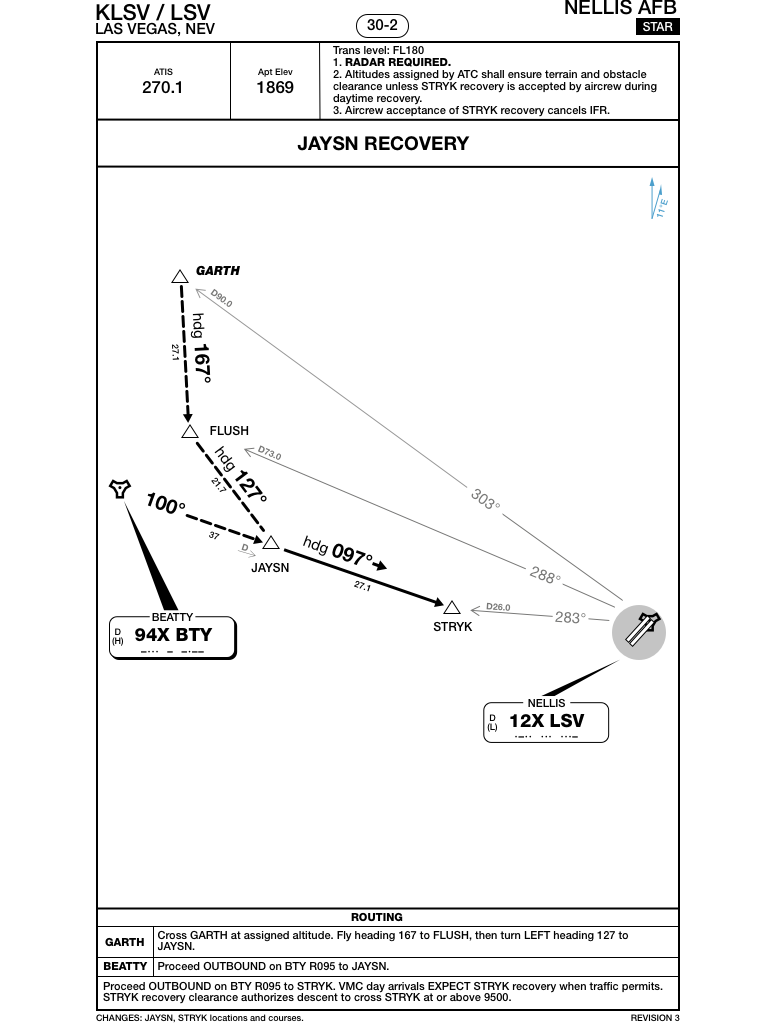 KLSV / LSV
LAS VEGAS, NEV
30-2
NELLIS AFB
STAR
ATIS
270.1
Apt Elev
1869
Trans level: FL180
1. RADAR REQUIRED.
2. Altitudes assigned by ATC shall ensure terrain and obstacle
clearance unless STRYK recovery is accepted by aircrew during
daytime recovery.
3. Aircrew acceptance of STRYK recovery cancels IFR.
JAYSN RECOVERY
11°E
GARTH
D90.0
hdg 167°
27.1
FLUSH
D73.0
hdg 127°
21.7
303°
100°
37
D
JAYSN
hdg 097°
27.1
288°
STRYK
D26.0
283°
BEATTY
D
(H)
94X BTY
NELLIS
D
(L)
12X LSV
ROUTING
GARTH
Cross GARTH at assigned altitude. Fly heading 167 to FLUSH, then turn LEFT heading 127 to
JAYSN.
BEATTY
Proceed OUTBOUND on BTY R095 to JAYSN.
Proceed OUTBOUND on BTY R095 to STRYK. VMC day arrivals EXPECT STRYK recovery when traffic permits.
STRYK recovery clearance authorizes descent to cross STRYK at or above 9500.
CHANGES: JAYSN, STRYK locations and courses.
REVISION 3